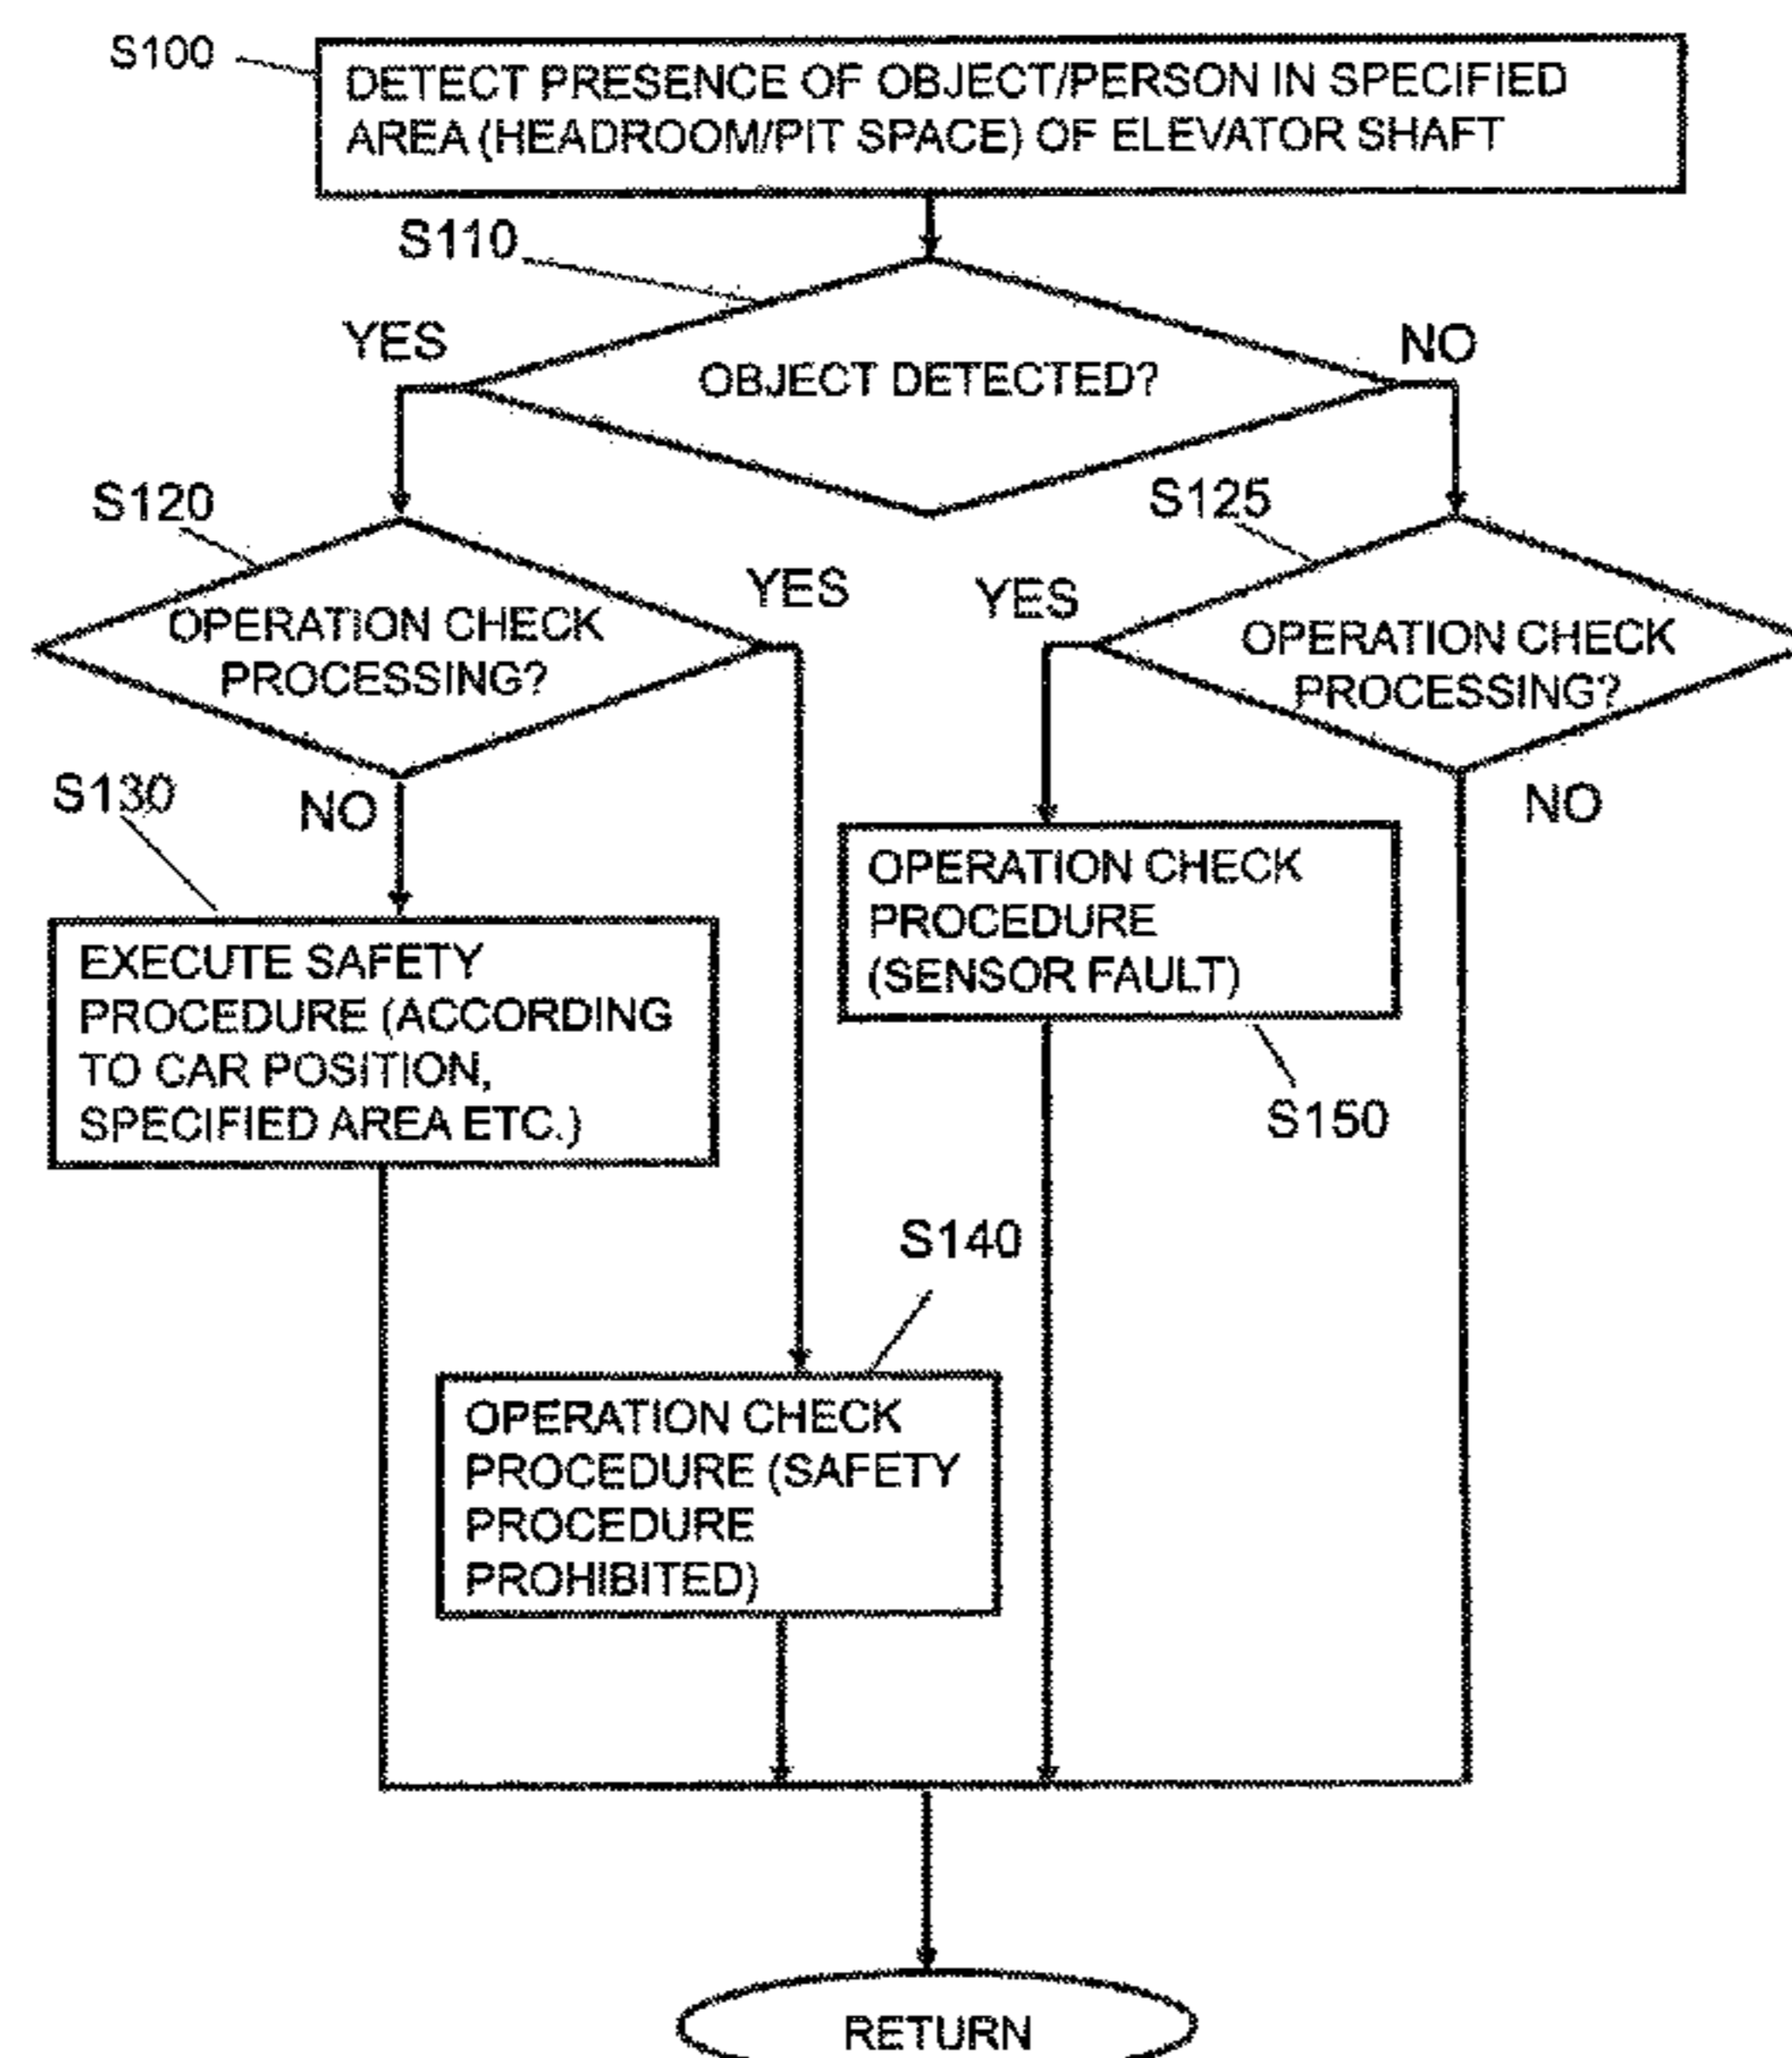 S100
DETECT PRESENCE OF OBJECT/PERSON IN SPECIFIED
AREA (HEADROOM/PIT SPACE) OF ELEVATOR SHAFT
S110
YES
NO
OBJECT DETECTED?
S120
S125
YES
YES
OPERATION CHECK
PROCESSING?
OPERATION CHECK
PROCESSING?
S130
NO
NO
OPERATION CHECK
PROCEDURE
(SENSOR FAULT)
EXECUTE SAFETY
PROCEDURE (ACCORDING
TO CAR POSITION,
SPECIFIED AREA ETC.)
S150
S140
OPERATION CHECK
PROCEDURE (SAFETY
PROCEDURE
PROHIBITED)
RETURN